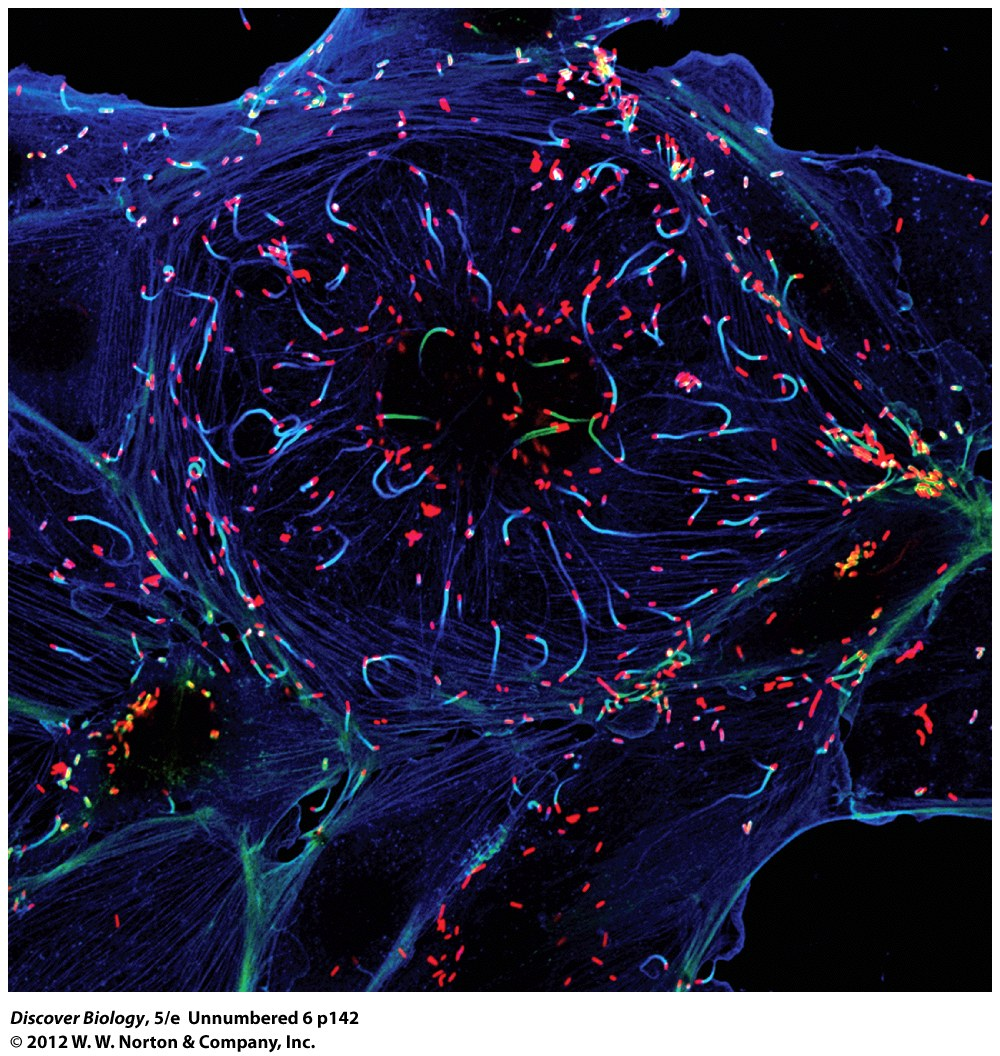 Discover Biology, 5/e Unnumbered 6 p142
© 2012 W. W. Norton & Company, Inc.